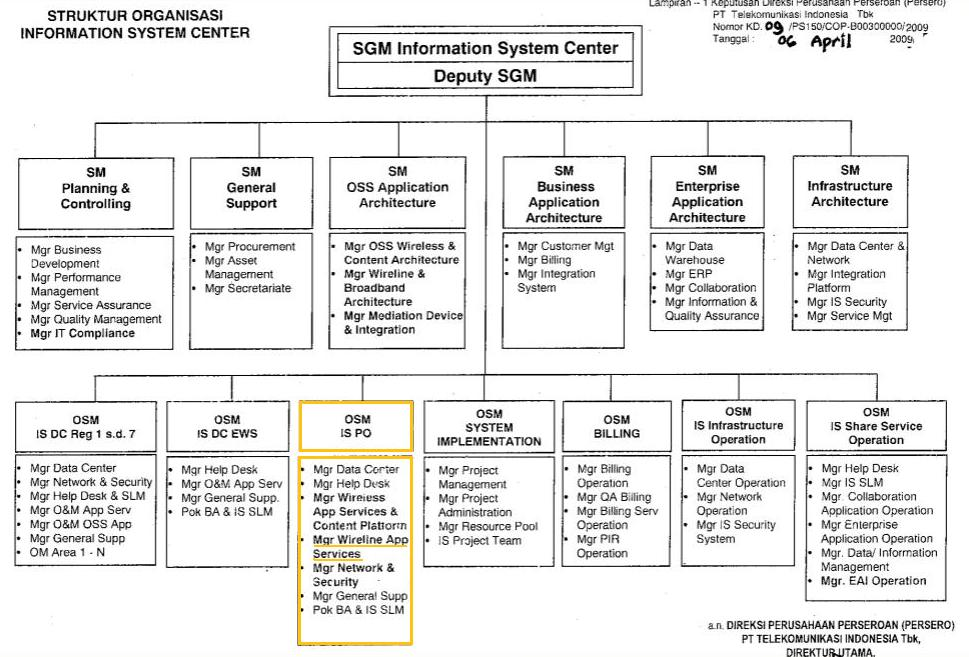 STRUKTUR ORGANISASI
INFORMATION SYSTEM CENTER
Lampiran – 1 Keputusan Direksi Perusahaan Perseroan (Persero)
PT Telekomunikasi Indonesia Tbk
Nomor KD. 09 /PS150/COP-B00300000/2009
Tanggal : 06 April 2009
SGM Information System Center
Deputy SGM
SM
Planning &
Controlling
• Mgr Business
Development
• Mgr Performance
Management
• Mgr Service Assurance
• Mgr Quality Management
• Mgr IT Compliance
SM
General
Support
• Mgr Procurement
• Mgr Asset
Management
• Mgr Secretariate
SM
OSS Application
Architecture
• Mgr OSS Wireless &
Content Architecture
• Mgr Wireline &
Broadband
Architecture
• Mgr Mediation Device
& Integration
SM
Business
Application
Architecture
• Mgr Customer Mgt
• Mgr Billing
• Mgr Integration
System
SM
Enterprise
Application
Architecture
• Mgr Data
Warehouse
• Mgr ERP
• Mgr Collaboration
• Mgr Information &
Quality Assurance
SM
Infrastructure
Architecture
• Mgr Data Center &
Network
• Mgr Integration
Platform
• Mgr IS Security
• Mgr Service Mgt
OSM
IS DC Reg 1 s.d. 7
• Mgr Data Center
• Mgr Network & Security
• Mgr Help Desk & SLM
• Mgr O&M App Serv
• Mgr O&M OSS App
• Mgr General Supp
• OM Area 1 - N
OSM
IS DC EWS
• Mgr Help Desk
• Mgr O&M App Serv
• Mgr General Supp.
• Pok BA & IS SLM
OSM
IS PO
• Mgr Data Center
• Mgr Help Desk
• Mgr Wireless
App Services &
Content Platform
• Mgr Wireline App
Services
• Mgr Network &
Security
• Mgr General Supp
• Pok BA & IS SLM
OSM
SYSTEM
IMPLEMENTATION
• Mgr Project
Management
• Mgr Project
Administration
• Mgr Resource Pool
• IS Project Team
OSM
BILLING
• Mgr Billing
Operation
• Mgr QA Billing
• Mgr Billing Serv
Operation
• Mgr PIR
Operation
OSM
IS Infrastructure
Operation
• Mgr Data
Center Operation
• Mgr Network
Operation
• Mgr IS Security
System
OSM
IS Share Service
Operation
• Mgr Help Desk
• Mgr IS SLM
• Mgr. Collaboration
Application Operation
• Mgr Enterprise
Application Operation
• Mgr. Data/ Information
Management
• Mgr. EAI Operation
a.n. DIREKSI PERUSAHAAN PERSEROAN (PERSERO)
PT TELEKOMUNIKASI INDONESIA Tbk,
DIREKTUR UTAMA,